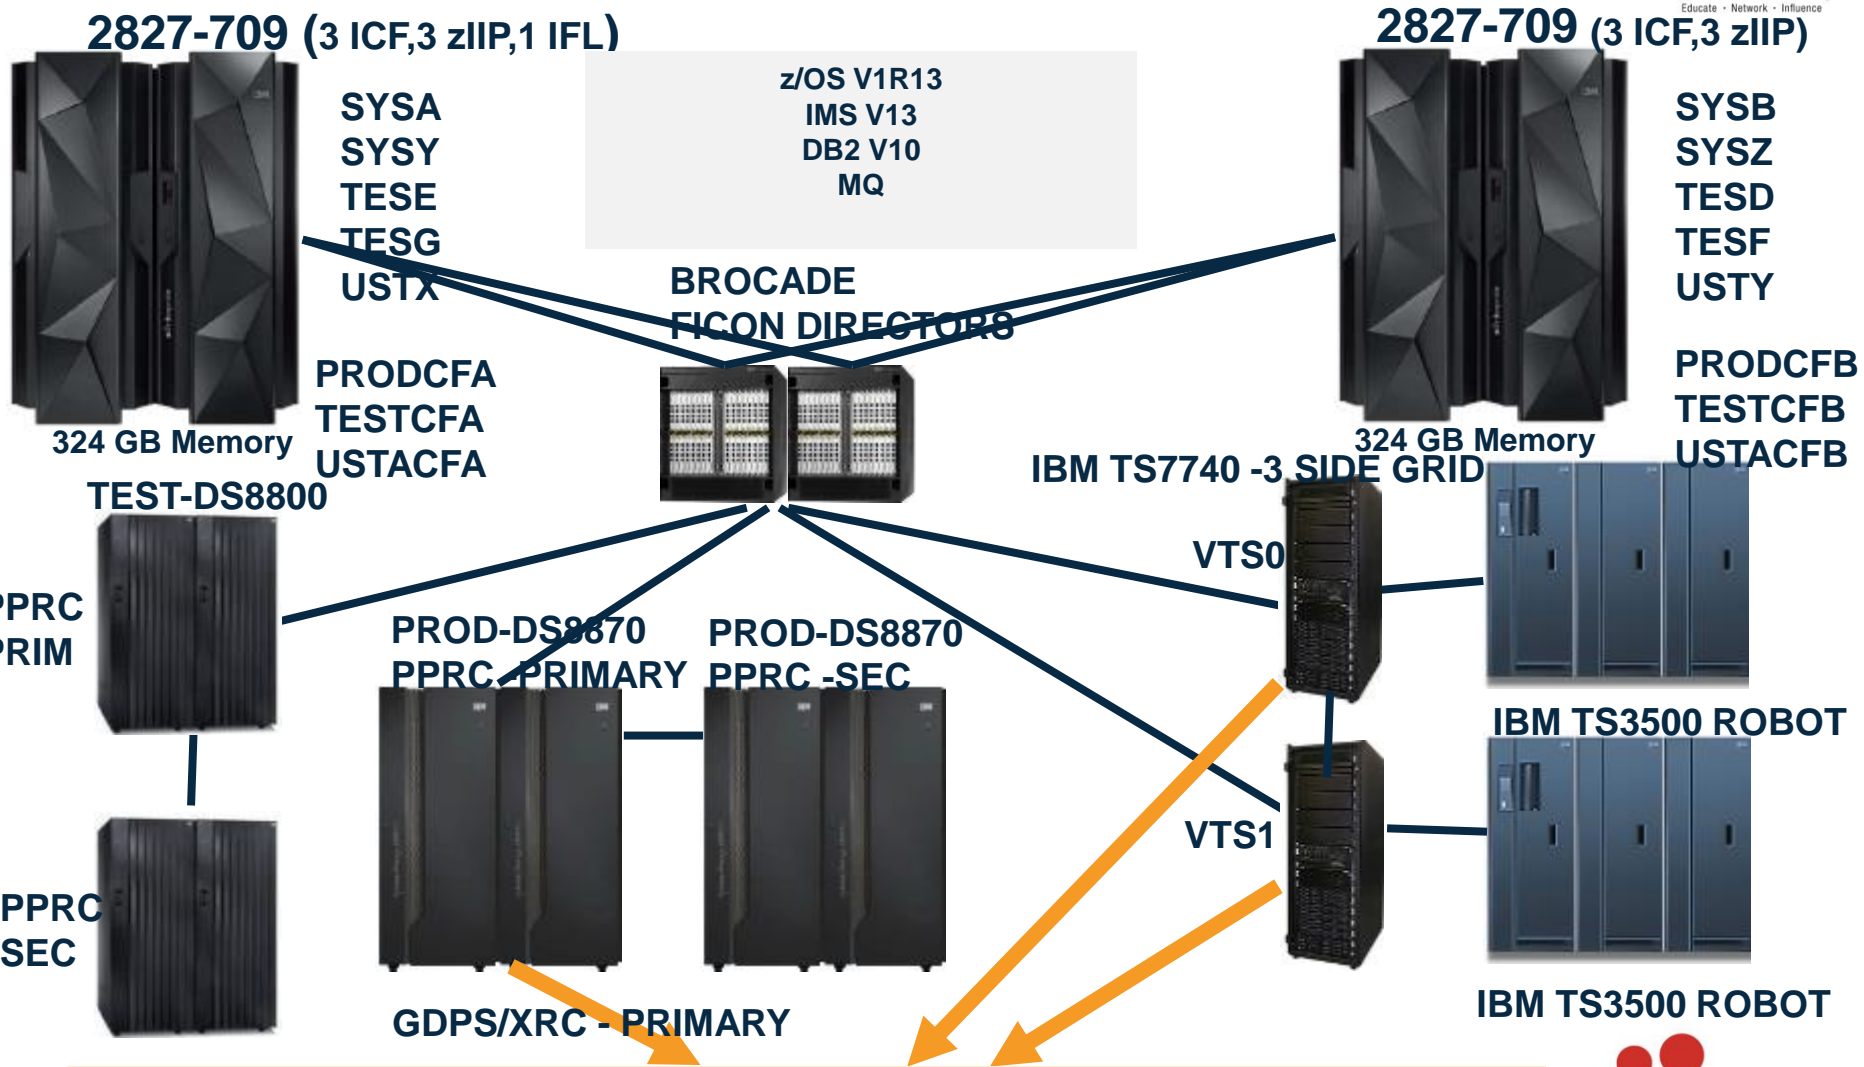 Educate · Network · Influence
2827-709 (3 ICF,3 zIIP,1 IFL)
2827-709 (3 ICF,3 zIIP)
z/OS V1R13
IMS V13
DB2 V10
MQ
SYSA
SYSY
TESE
TESG
USTX
SYSB
SYSZ
TESD
TESF
USTY
BROCADE
FICON DIRECTORS
PRODCFA
TESTCFA
USTACFA
PRODCFB
TESTCFB
USTACFB
324 GB Memory
324 GB Memory
TEST-DS8800
IBM TS7740 -3 SIDE GRID
VTS0
PPRC
PRIM
PROD-DS8870
PPRC -PRIMARY
PROD-DS8870
PPRC -SEC
IBM TS3500 ROBOT
VTS1
PPRC
SEC
GDPS/XRC - PRIMARY
IBM TS3500 ROBOT